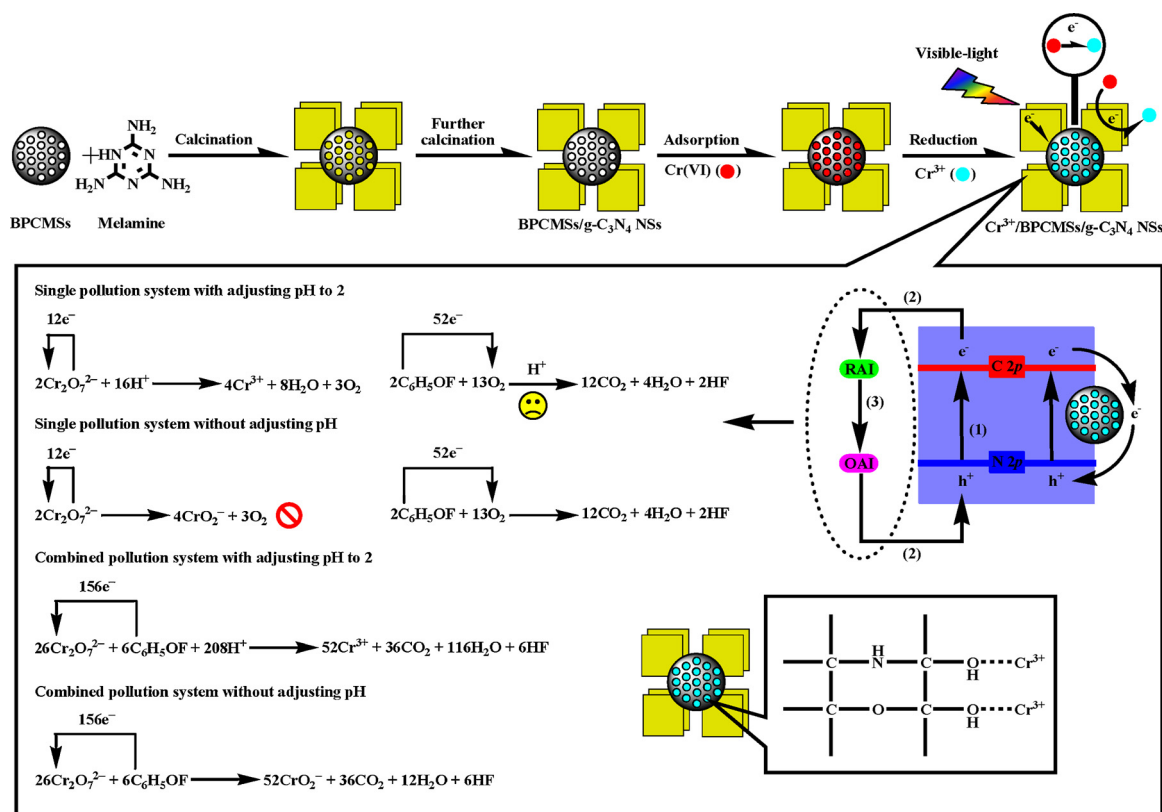 e⁻
Visible-light
NH₂
HN
N
N
H₂N
NH₂
+
Calcination
Further
calcination
Adsorption
Cr(VI) ( )
Reduction
Cr³⁺ ( )
e⁻
e⁻
BPCMSs
Melamine
BPCMSs/g-C₃N₄ NSs
Cr³⁺/BPCMSs/g-C₃N₄ NSs
Single pollution system with adjusting pH to 2
12e⁻
2Cr₂O₇²⁻ + 16H⁺ → 4Cr³⁺ + 8H₂O + 3O₂
52e⁻
2C₆H₅OF + 13O₂ H⁺ → 12CO₂ + 4H₂O + 2HF
Single pollution system without adjusting pH
12e⁻
2Cr₂O₇²⁻ → 4CrO₂⁻ + 3O₂
52e⁻
2C₆H₅OF + 13O₂ → 12CO₂ + 4H₂O + 2HF
Combined pollution system with adjusting pH to 2
156e⁻
26Cr₂O₇²⁻ + 6C₆H₅OF + 208H⁺ → 52Cr³⁺ + 36CO₂ + 116H₂O + 6HF
Combined pollution system without adjusting pH
156e⁻
26Cr₂O₇²⁻ + 6C₆H₅OF → 52CrO₂⁻ + 36CO₂ + 12H₂O + 6HF
(2)
RAI
(3)
OAI
(2)
e⁻
C 2p
e⁻
(1)
e⁻
N 2p
h⁺
h⁺
H
C N C O Cr³⁺
H
C O C O Cr³⁺
H